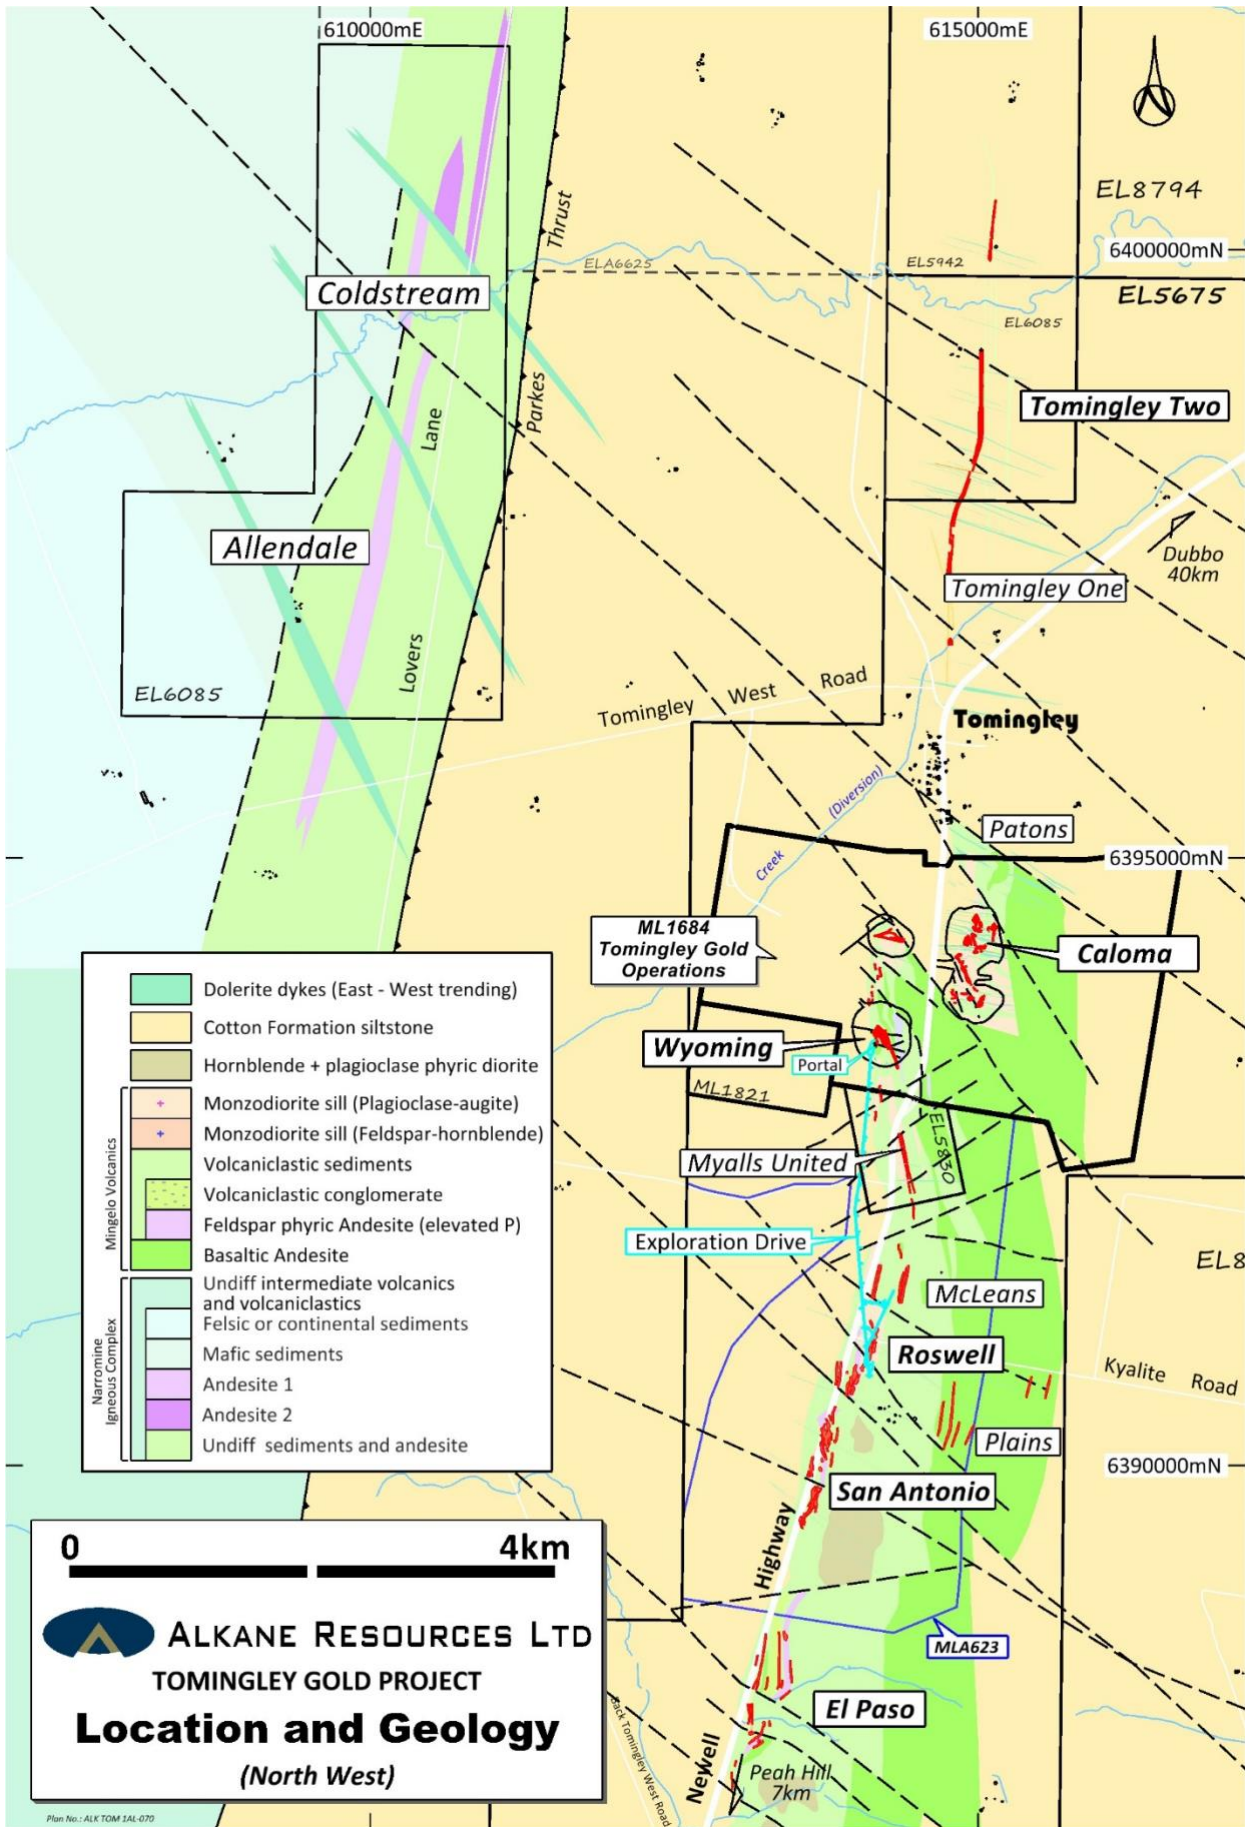 610000mE
615000mE
EL8794
6400000mN
Thrust
ELA6625
EL5942
EL5675
Coldstream
EL6085
Parkes
Tomingley Two
Lane
Allendale
Dubbo
40km
Tomingley One
Lovers
EL6085
Tomingley West Road
Tomingley
(Diversion)
Patons
Creek
6395000mN
ML1684
Tomingley Gold
Operations
Caloma
Wyoming
Portal
ML1821
EL5830
Myalls United
Exploration Drive
EL8
McLeans
Roswell
Kyalite Road
Plains
6390000mN
San Antonio
Highway
MLA623
El Paso
Newell
Back Tomingley West Road
Peah Hill
7km
Dolerite dykes (East - West trending)
Cotton Formation siltstone
Hornblende + plagioclase phyric diorite
Mingelo Volcanics
Monzodiorite sill (Plagioclase-augite)
Monzodiorite sill (Feldspar-hornblende)
Volcaniclastic sediments
Volcaniclastic conglomerate
Feldspar phyric Andesite (elevated P)
Basaltic Andesite
Narromine
Igneous Complex
Undiff intermediate volcanics
and volcaniclastics
Felsic or continental sediments
Mafic sediments
Andesite 1
Andesite 2
Undiff sediments and andesite
0 4km
ALKANE RESOURCES LTD
TOMINGLEY GOLD PROJECT
Location and Geology
(North West)
Plan No.: ALK TOM 1AL-070